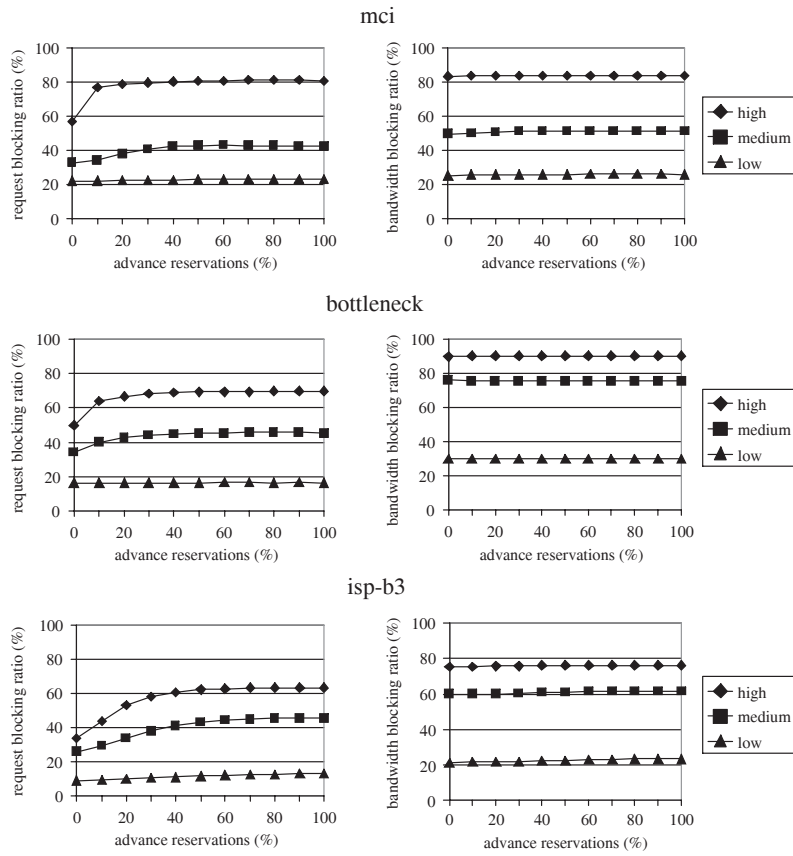 mci
request blocking ratio (%)
100
80
60
40
20
0
0 20 40 60 80 100
advance reservations (%)
bandwidth blocking ratio (%)
100
80
60
40
20
0
0 20 40 60 80 100
advance reservations (%)
high
medium
low
bottleneck
request blocking ratio (%)
100
80
60
40
20
0
0 20 40 60 80 100
advance reservations (%)
bandwidth blocking ratio (%)
100
80
60
40
20
0
0 20 40 60 80 100
advance reservations (%)
high
medium
low
isp-b3
request blocking ratio (%)
100
80
60
40
20
0
0 20 40 60 80 100
advance reservations (%)
bandwidth blocking ratio (%)
100
80
60
40
20
0
0 20 40 60 80 100
advance reservations (%)
high
medium
low